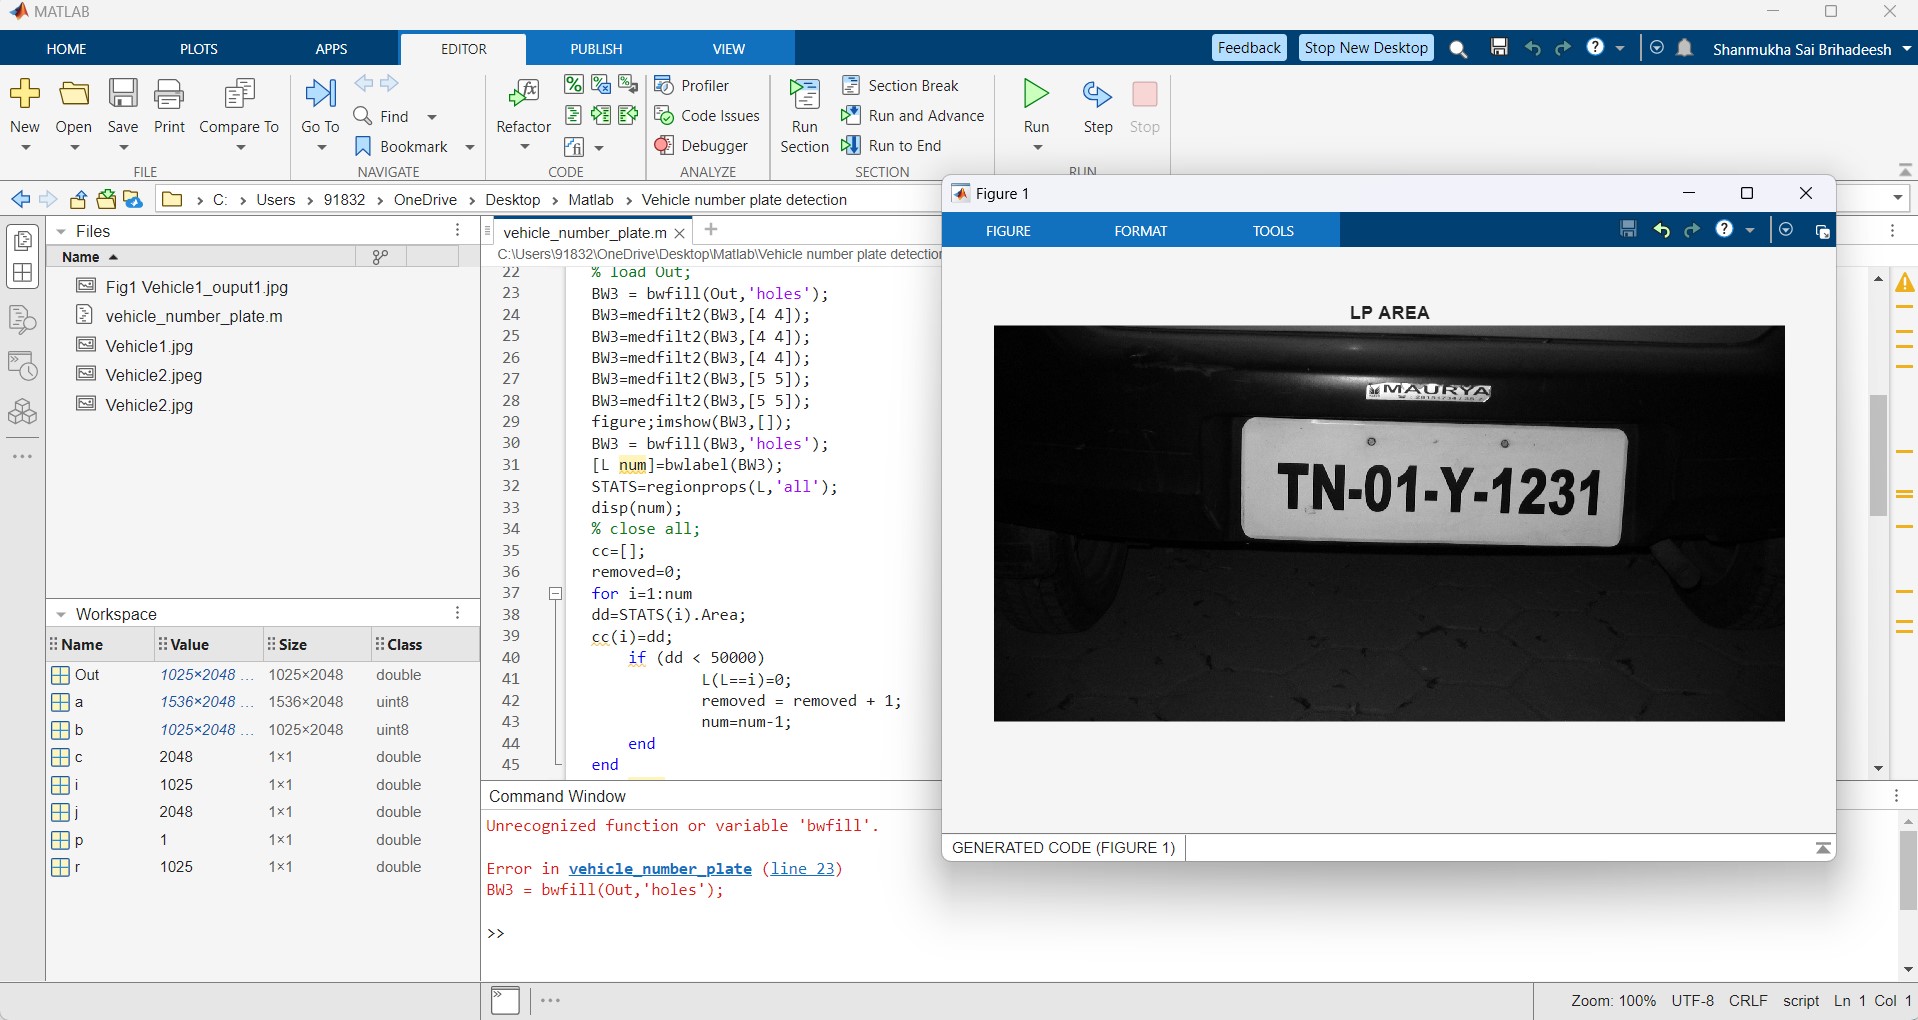 MATLAB
HOME PLOTS APPS EDITOR PUBLISH VIEW Feedback Stop New Desktop Shanmukha Sai Brihadeesh
New Open Save Print Compare To
FILE
Go To Find Bookmark
NAVIGATE
Refactor
CODE
Profiler
Code Issues
Debugger
ANALYZE
Run Section
Section Break
Run and Advance
Run to End
SECTION
Run Step Stop
RUN
C: › Users › 91832 › OneDrive › Desktop › Matlab › Vehicle number plate detection
Files
Name
Fig1 Vehicle1_ouput1.jpg
vehicle_number_plate.m
Vehicle1.jpg
Vehicle2.jpeg
Vehicle2.jpg
Workspace
Name Value Size Class
Out 1025×2048 ... 1025×2048 double
a 1536×2048 ... 1536×2048 uint8
b 1025×2048 ... 1025×2048 uint8
c 2048 1×1 double
i 1025 1×1 double
j 2048 1×1 double
p 1 1×1 double
r 1025 1×1 double
vehicle_number_plate.m
C:\Users\91832\OneDrive\Desktop\Matlab\Vehicle number plate detection
22 % load Out;
23 BW3 = bwfill(Out,'holes');
24 BW3=medfilt2(BW3,[4 4]);
25 BW3=medfilt2(BW3,[4 4]);
26 BW3=medfilt2(BW3,[4 4]);
27 BW3=medfilt2(BW3,[5 5]);
28 BW3=medfilt2(BW3,[5 5]);
29 figure;imshow(BW3,[]);
30 BW3 = bwfill(BW3,'holes');
31 [L num]=bwlabel(BW3);
32 STATS=regionprops(L,'all');
33 disp(num);
34 % close all;
35 cc=[];
36 removed=0;
37 for i=1:num
38 dd=STATS(i).Area;
39 cc(i)=dd;
40 if (dd < 50000)
41 L(L==i)=0;
42 removed = removed + 1;
43 num=num-1;
44 end
45 end
Command Window
Unrecognized function or variable 'bwfill'.
Error in vehicle_number_plate (line 23)
BW3 = bwfill(Out,'holes');
>>
Figure 1
FIGURE FORMAT TOOLS
LP AREA
MAURYA
TN-01-Y-1231
GENERATED CODE (FIGURE 1)
Zoom: 100% UTF-8 CRLF script Ln 1 Col 1